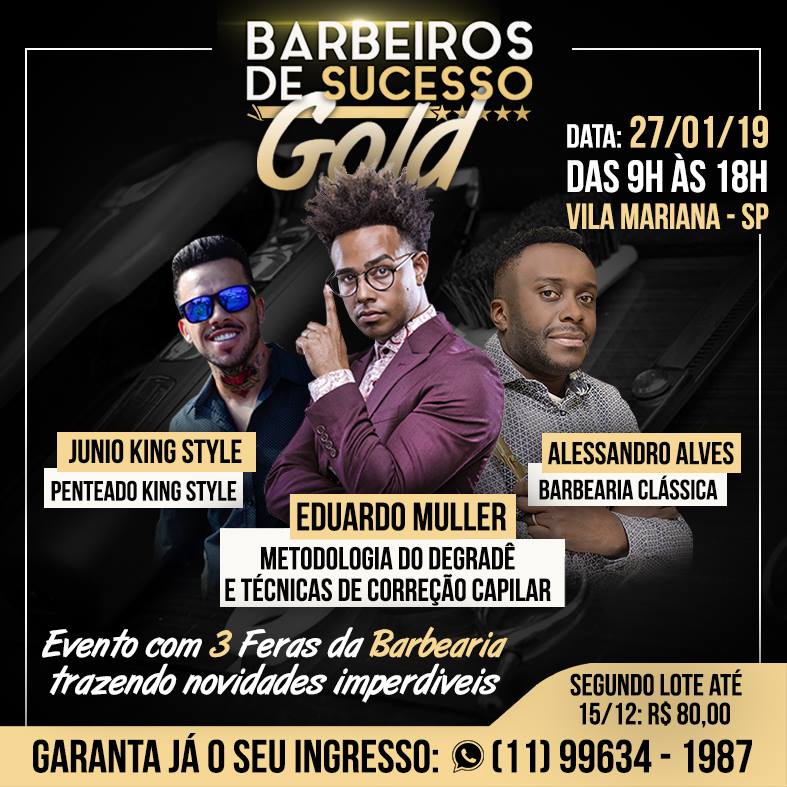 BARBEIROS
DE SUCESSO
Gold
DATA: 27/01/19
DAS 9H ÀS 18H
VILA MARIANA - SP
JUNIO KING STYLE
PENTEADO KING STYLE
ALESSANDRO ALVES
BARBEARIA CLÁSSICA
EDUARDO MULLER
METODOLOGIA DO DEGRADÊ
E TÉCNICAS DE CORREÇÃO CAPILAR
Evento com 3 Feras da Barbearia
trazendo novidades imperdiveis
SEGUNDO LOTE ATÉ
15/12: R$ 80,00
GARANTA JÁ O SEU INGRESSO: (11) 99634 - 1987